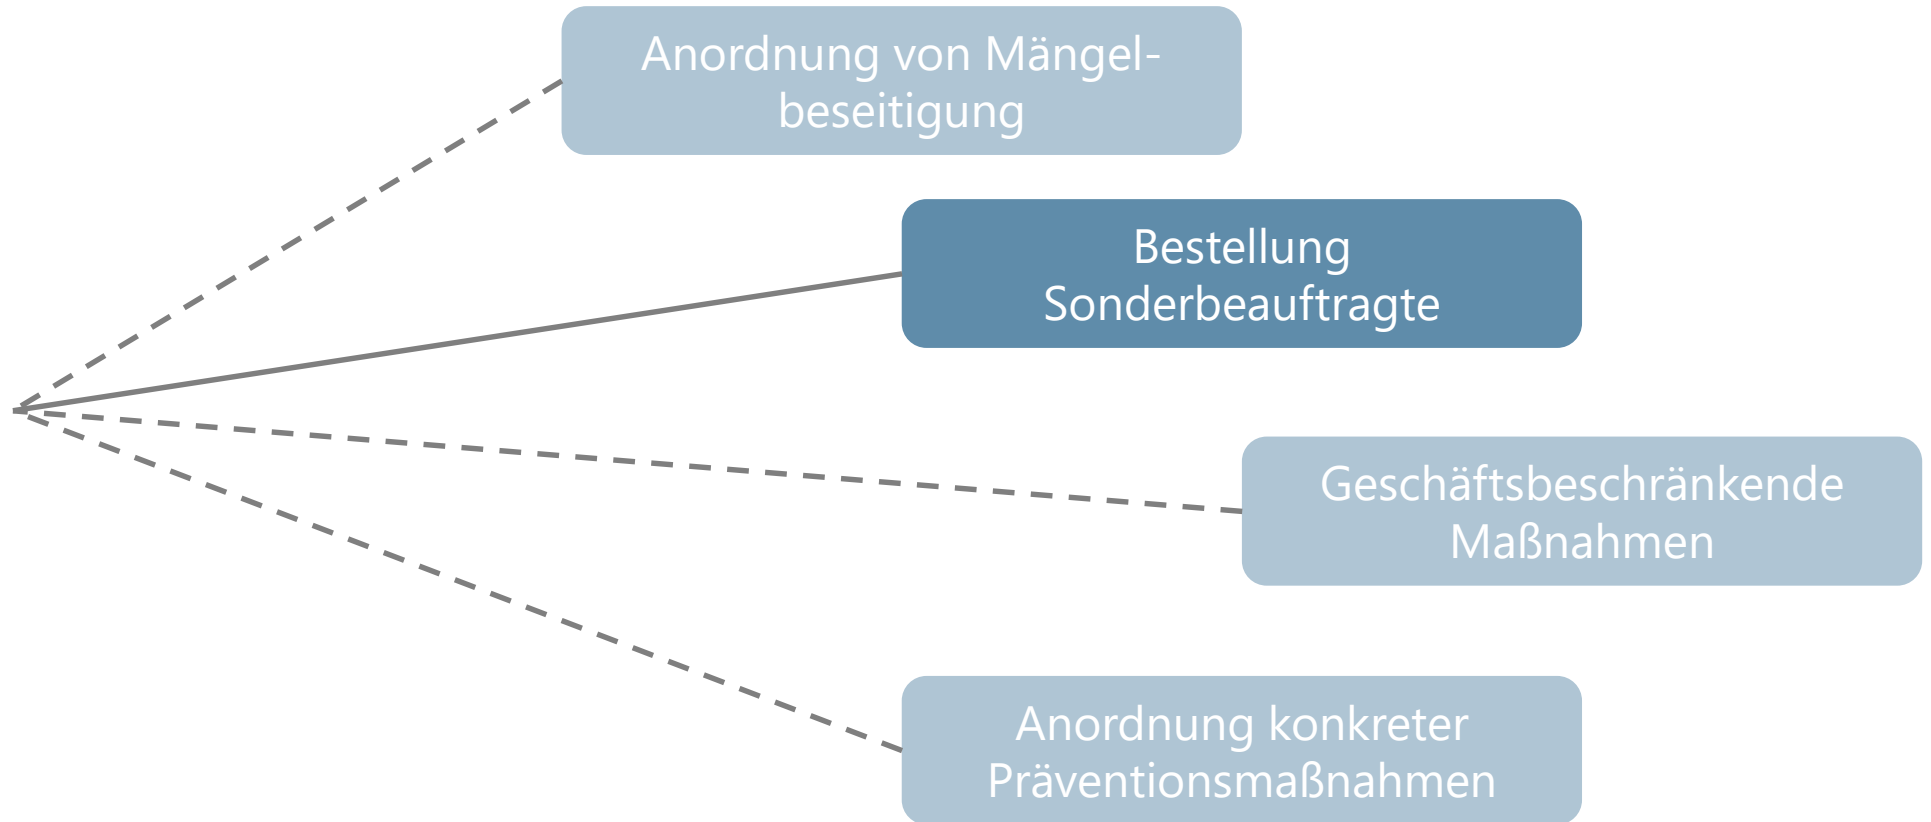 Anordnung von Mängel-
beseitigung
Bestellung
Sonderbeauftragte
Geschäftsbeschränkende
Maßnahmen
Anordnung konkreter
Präventionsmaßnahmen